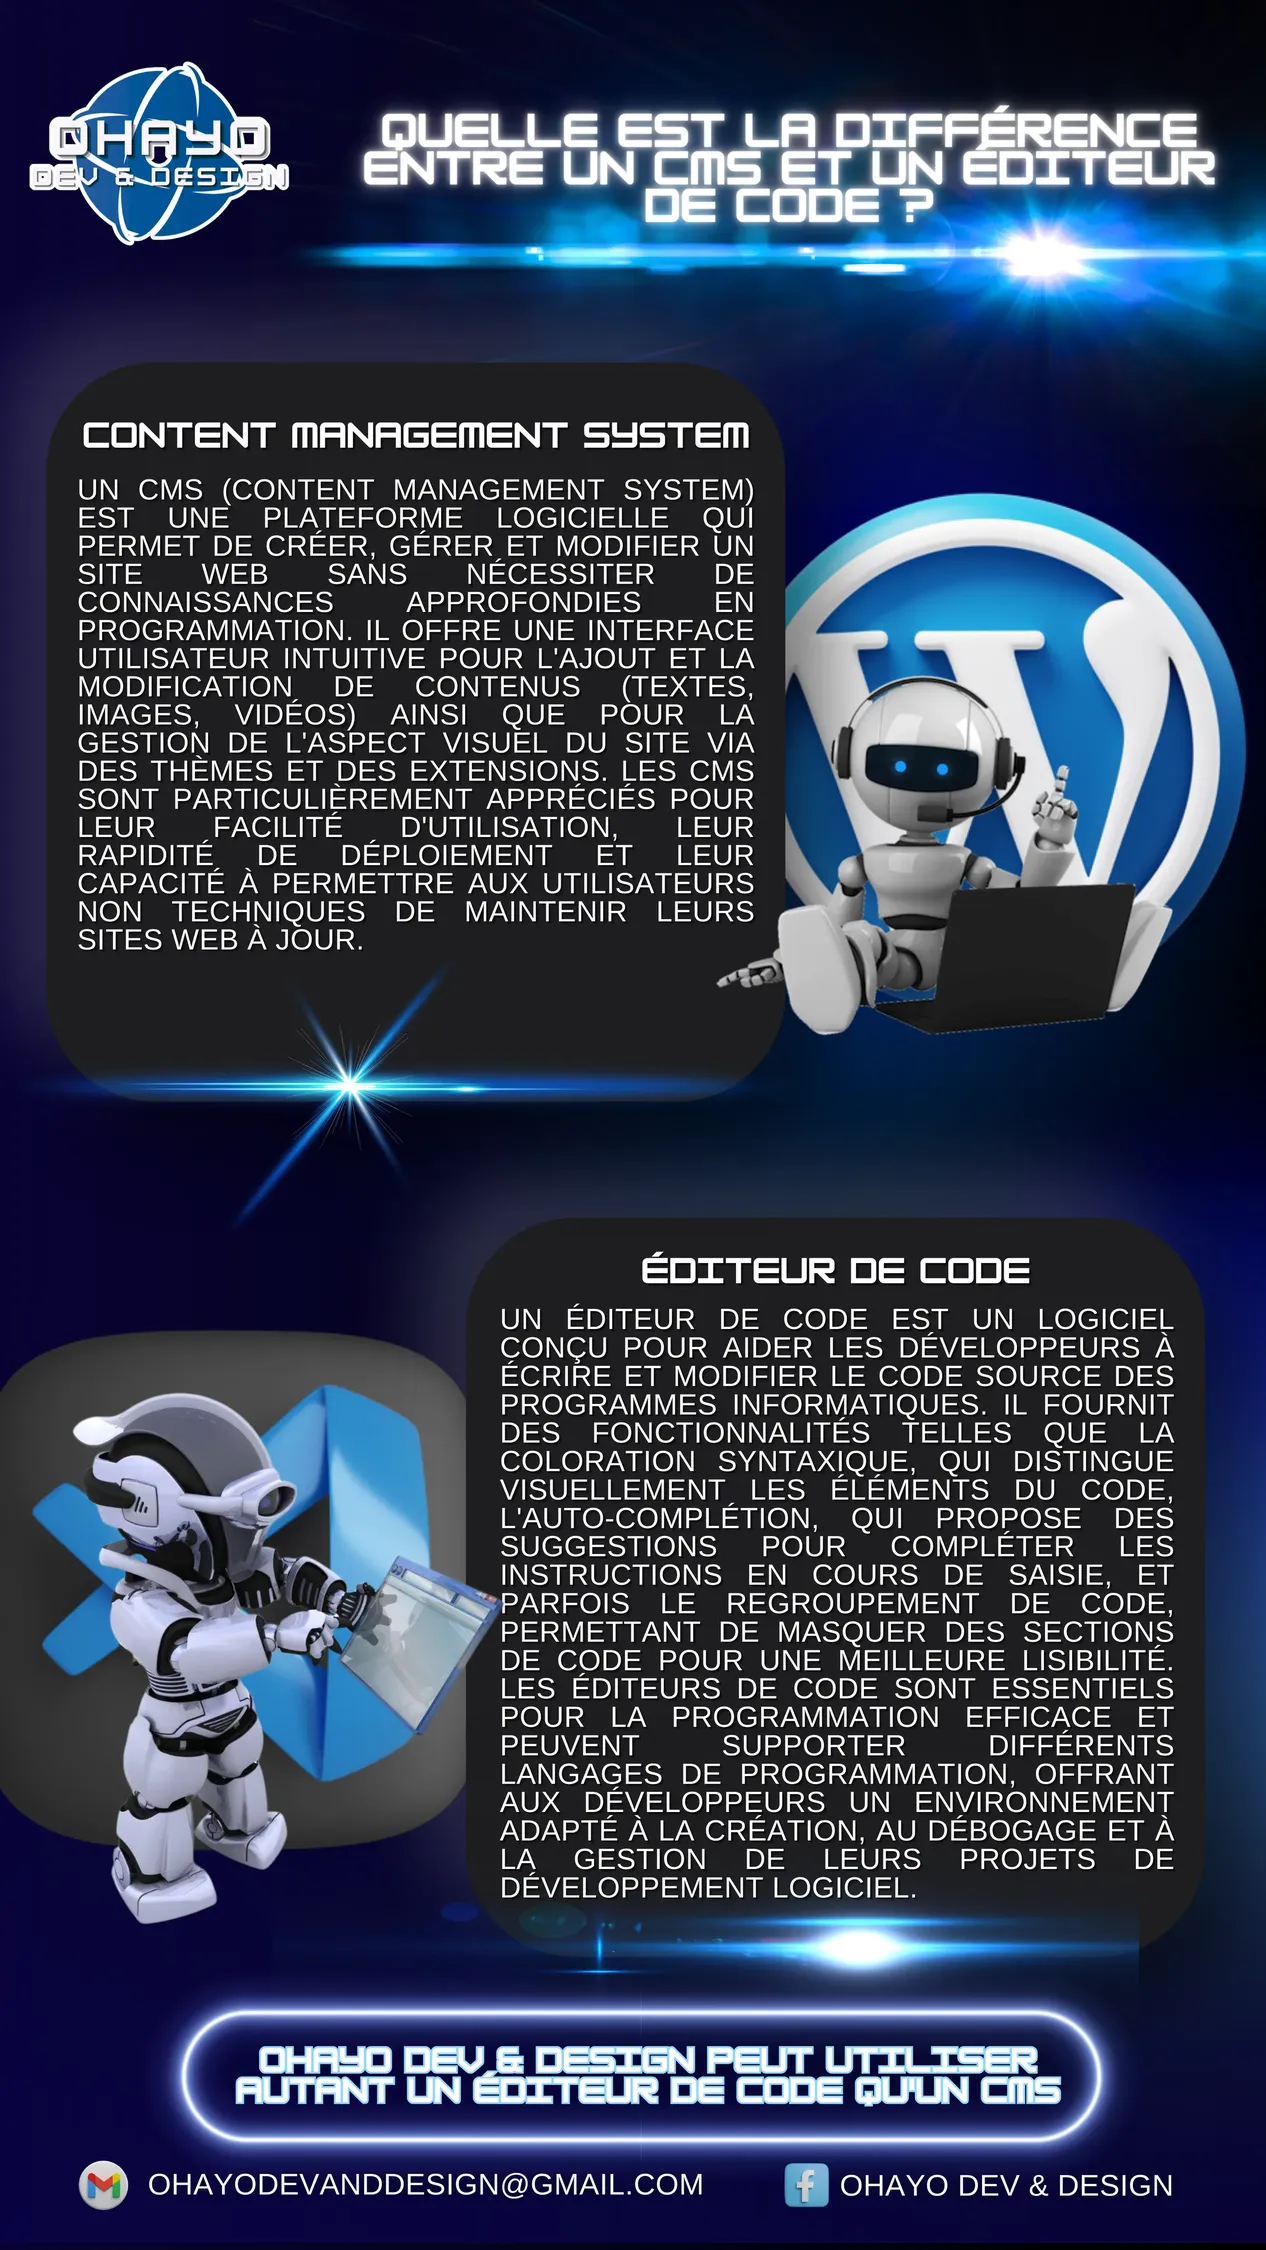 OHAYO
DEV & DESIGN
QUELLE EST LA DIFFÉRENCE
ENTRE UN CMS ET UN ÉDITEUR
DE CODE ?
CONTENT MANAGEMENT SYSTEM
UN CMS (CONTENT MANAGEMENT SYSTEM)
EST UNE PLATEFORME LOGICIELLE QUI
PERMET DE CRÉER, GÉRER ET MODIFIER UN
SITE WEB SANS NÉCESSITER DE
CONNAISSANCES APPROFONDIES EN
PROGRAMMATION. IL OFFRE UNE INTERFACE
UTILISATEUR INTUITIVE POUR L'AJOUT ET LA
MODIFICATION DE CONTENUS (TEXTES,
IMAGES, VIDÉOS) AINSI QUE POUR LA
GESTION DE L'ASPECT VISUEL DU SITE VIA
DES THÈMES ET DES EXTENSIONS. LES CMS
SONT PARTICULIÈREMENT APPRÉCIÉS POUR
LEUR FACILITÉ D'UTILISATION, LEUR
RAPIDITÉ DE DÉPLOIEMENT ET LEUR
CAPACITÉ À PERMETTRE AUX UTILISATEURS
NON TECHNIQUES DE MAINTENIR LEURS
SITES WEB À JOUR.
ÉDITEUR DE CODE
UN ÉDITEUR DE CODE EST UN LOGICIEL
CONÇU POUR AIDER LES DÉVELOPPEURS À
ÉCRIRE ET MODIFIER LE CODE SOURCE DES
PROGRAMMES INFORMATIQUES. IL FOURNIT
DES FONCTIONNALITÉS TELLES QUE LA
COLORATION SYNTAXIQUE, QUI DISTINGUE
VISUELLEMENT LES ÉLÉMENTS DU CODE,
L'AUTO-COMPLÉTION, QUI PROPOSE DES
SUGGESTIONS POUR COMPLÉTER LES
INSTRUCTIONS EN COURS DE SAISIE, ET
PARFOIS LE REGROUPEMENT DE CODE,
PERMETTANT DE MASQUER DES SECTIONS
DE CODE POUR UNE MEILLEURE LISIBILITÉ.
LES ÉDITEURS DE CODE SONT ESSENTIELS
POUR LA PROGRAMMATION EFFICACE ET
PEUVENT SUPPORTER DIFFÉRENTS
LANGAGES DE PROGRAMMATION, OFFRANT
AUX DÉVELOPPEURS UN ENVIRONNEMENT
ADAPTÉ À LA CRÉATION, AU DÉBOGAGE ET À
LA GESTION DE LEURS PROJETS DE
DÉVELOPPEMENT LOGICIEL.
OHAYO DEV & DESIGN PEUT UTILISER
AUTANT UN ÉDITEUR DE CODE QU'UN CMS
OHAYODEVANDDESIGN@GMAIL.COM
OHAYO DEV & DESIGN